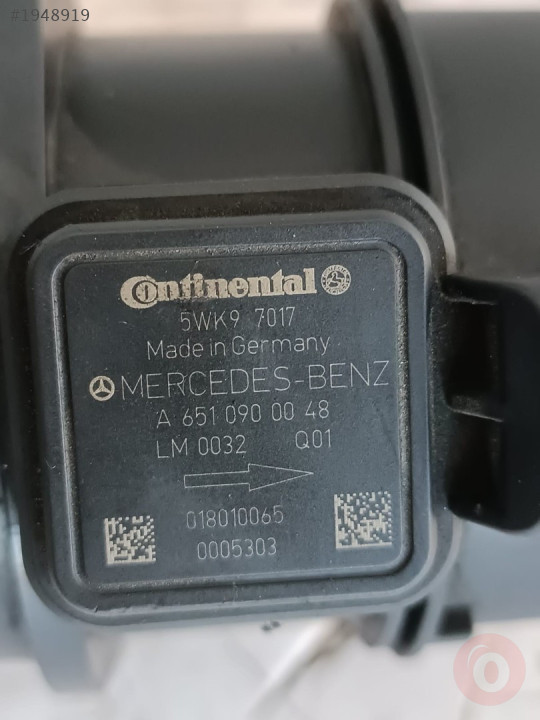 #1948919
Continental
5WK9 7017
Made in Germany
MERCEDES-BENZ
A 651 090 00 48
LM 0032 Q01
018010065
0005303